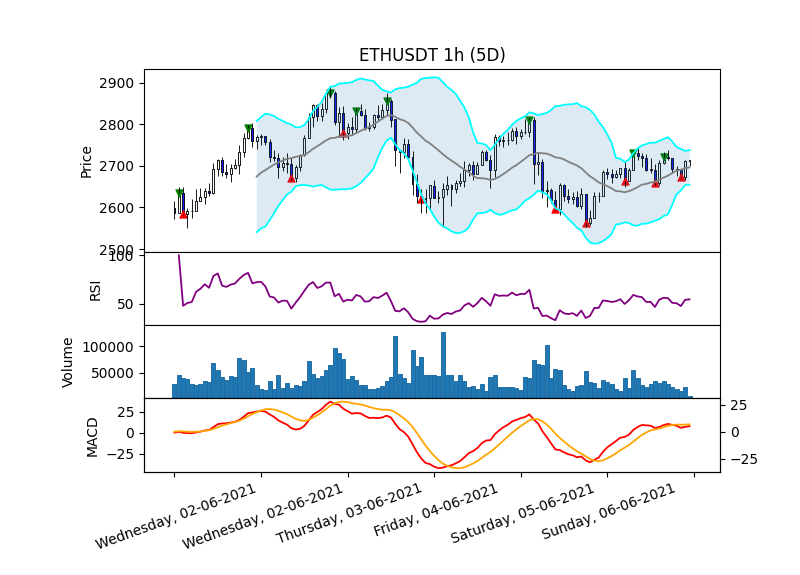 ETHUSDT 1h (5D)
2900
2800
2700
2600
2500
Price
100
50
RSI
100000
50000
Volume
25
0
−25
MACD
25
0
−25
Wednesday, 02-06-2021
Wednesday, 02-06-2021
Thursday, 03-06-2021
Friday, 04-06-2021
Saturday, 05-06-2021
Sunday, 06-06-2021